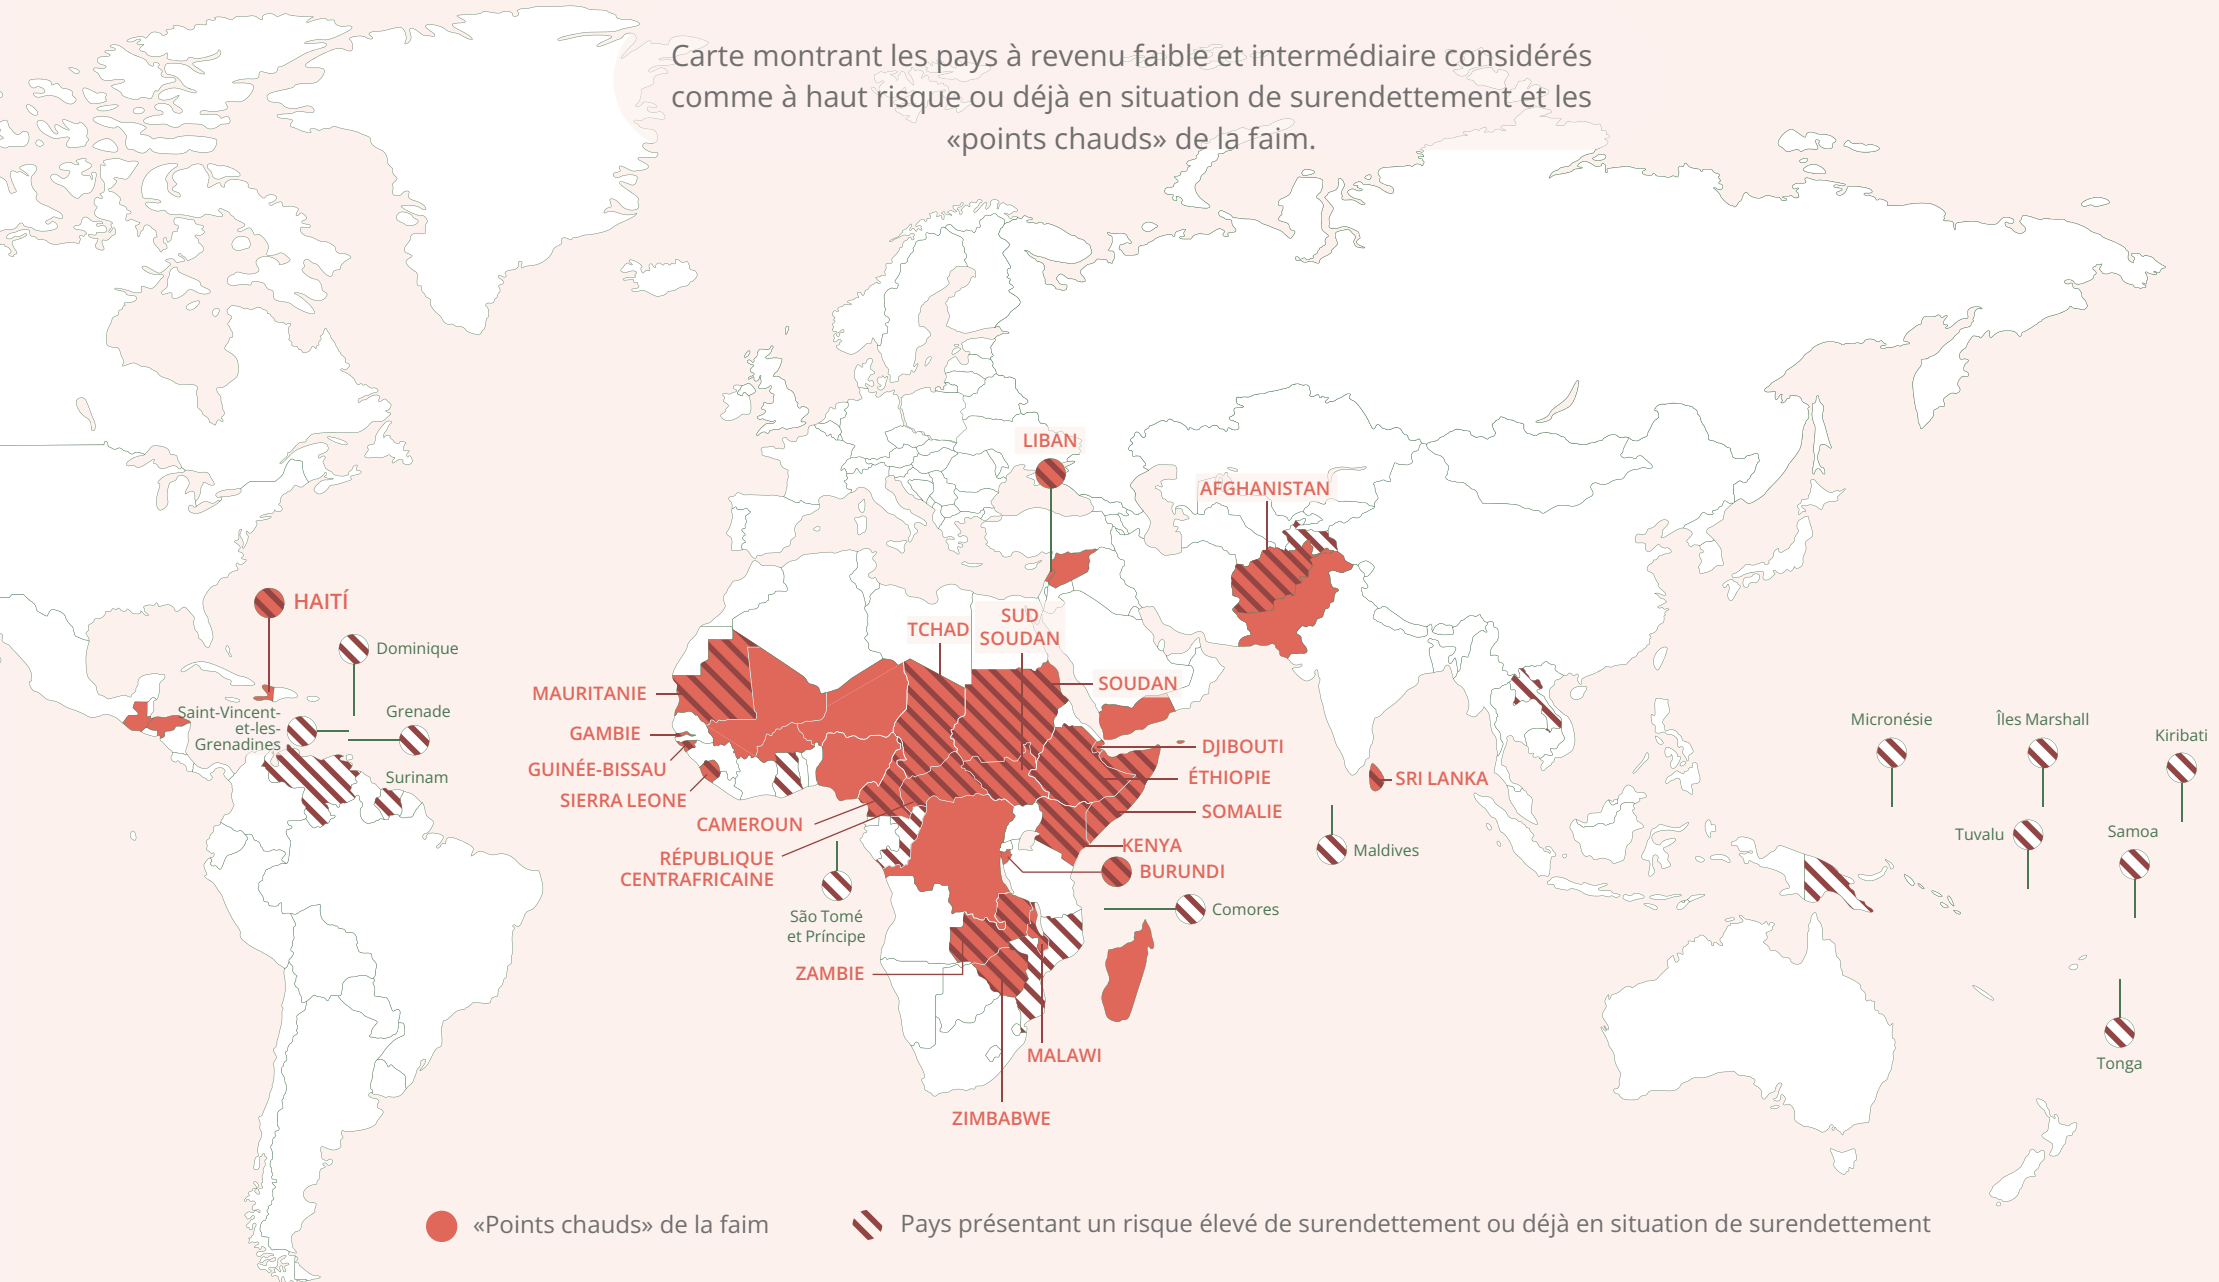 Carte montrant les pays à revenu faible et intermédiaire considérés
comme à haut risque ou déjà en situation de surendettement et les
«points chauds» de la faim.
LIBAN
AFGHANISTAN
HAITÍ
Dominique
Saint-Vincent-
et-les-
Grenadines
Grenade
Surinam
TCHAD
SUD
SOUDAN
SOUDAN
MAURITANIE
GAMBIE
GUINÉE-BISSAU
SIERRA LEONE
CAMEROUN
RÉPUBLIQUE
CENTRAFRICAINE
São Tomé
et Príncipe
ZAMBIE
ZIMBABWE
MALAWI
DJIBOUTI
ÉTHIOPIE
SOMALIE
KENYA
BURUNDI
Comores
SRI LANKA
Maldives
Micronésie
Îles Marshall
Kiribati
Tuvalu
Samoa
Tonga
«Points chauds» de la faim
Pays présentant un risque élevé de surendettement ou déjà en situation de surendettement